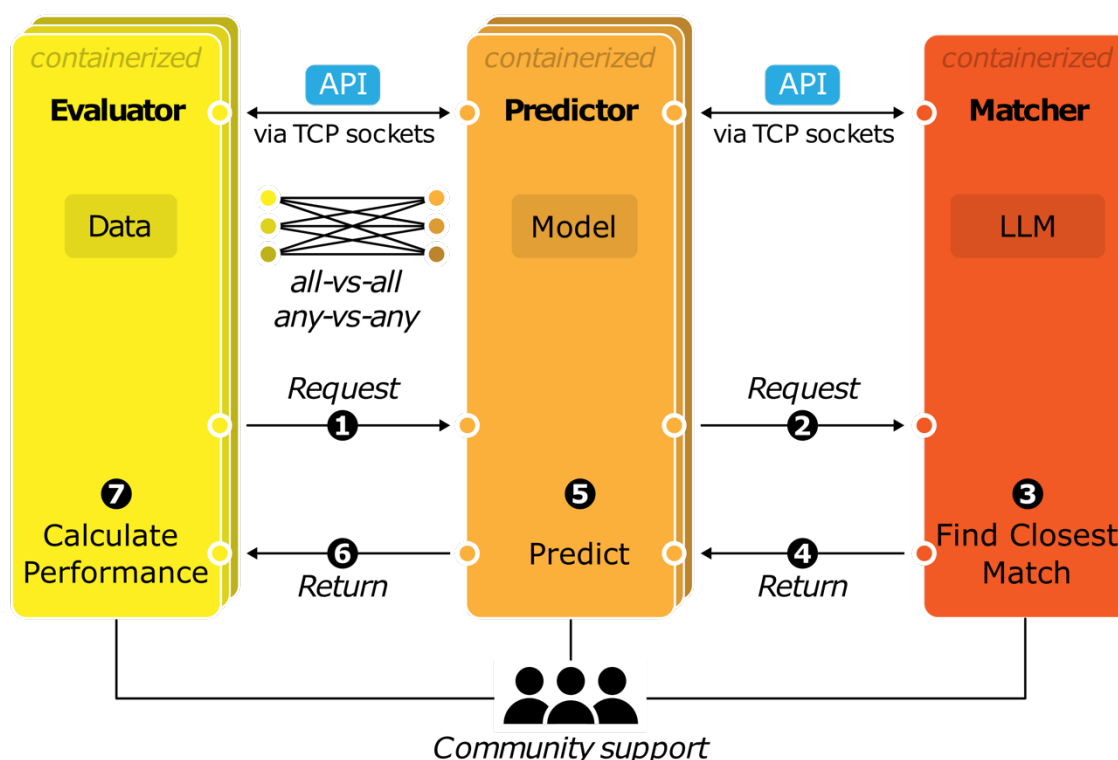 containerized
Evaluator
Data
7
Calculate
Performance
API
via TCP sockets
all-vs-all
any-vs-any
Request
1
6
Return
containerized
Predictor
Model
5
Predict
API
via TCP sockets
Request
2
4
Return
containerized
Matcher
LLM
3
Find Closest
Match
Community support